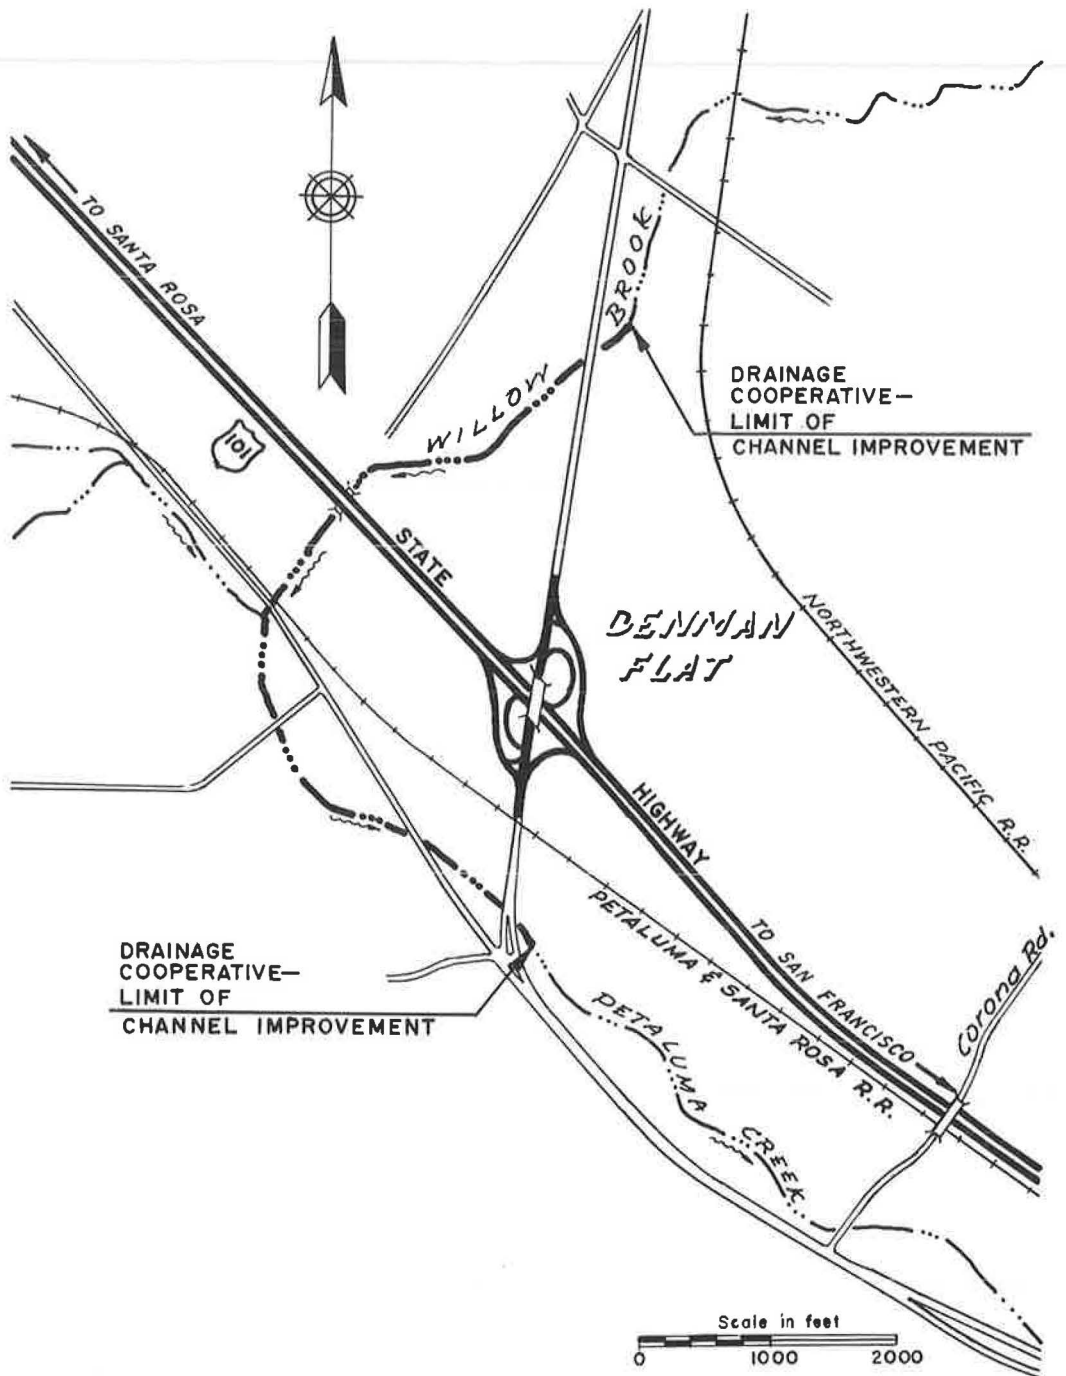 TO SANTA ROSA
BROOK
WILLOW
DRAINAGE
COOPERATIVE—
LIMIT OF
CHANNEL IMPROVEMENT
101
STATE
DENMAN
FLAT
NORTHWESTERN PACIFIC R.R.
HIGHWAY
PETALUMA & SANTA ROSA R.R.
TO SAN FRANCISCO
Corona Rd.
DRAINAGE
COOPERATIVE—
LIMIT OF
CHANNEL IMPROVEMENT
PETALUMA
CREEK
Scale in feet
0 1000 2000